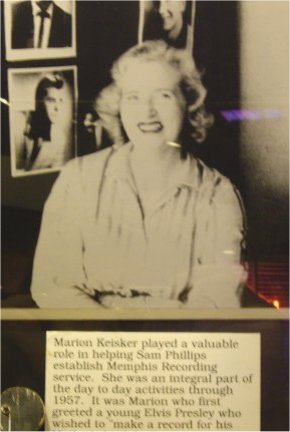 Marion Keisker played a valuable
role in helping Sam Phillips
establish Memphis Recording
service. She was an integral part of
the day to day activities through
1957. It was Marion who first
greeted a young Elvis Presley who
wished to "make a record for his